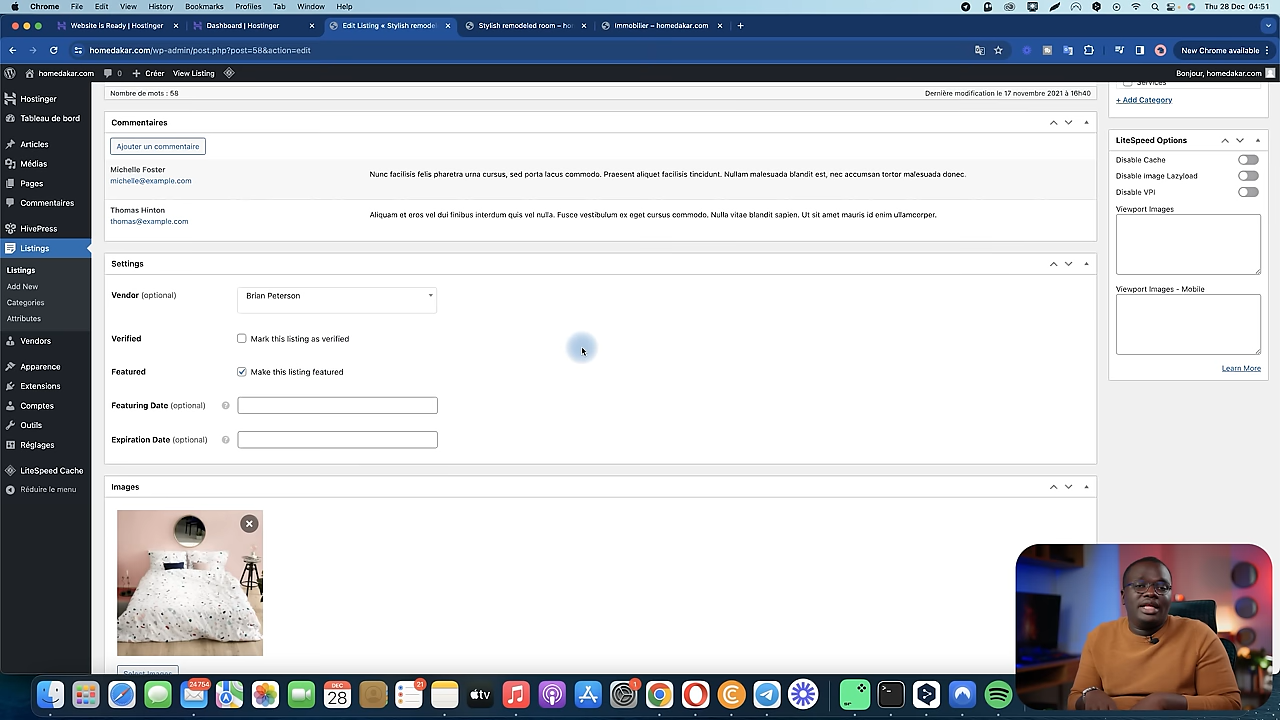 Chrome File Edit View History Bookmarks Profiles Tab Window Help Thu 28 Dec 04:51
Website Is Ready | Hostinger Dashboard | Hostinger Edit Listing « Stylish remode Stylish remodeled room – ho Immobilier – homedakar.com
homedakar.com/wp-admin/post.php?post=58&action=edit New Chrome available
homedakar.com 0 Créer View Listing Bonjour, homedakar.com
Hostinger
Tableau de bord
Articles
Médias
Pages
Commentaires
HivePress
Listings
Listings
Add New
Categories
Attributes
Vendors
Apparence
Extensions
Comptes
Outils
Réglages
LiteSpeed Cache
Réduire le menu
Nombre de mots : 58 Dernière modification le 17 novembre 2021 à 16h40
Commentaires
Ajouter un commentaire
Michelle Foster
michelle@example.com
Nunc facilisis felis pharetra urna cursus, sed porta lacus commodo. Praesent aliquet facilisis tincidunt. Nullam malesuada blandit est, nec accumsan tortor malesuada donec.
Thomas Hinton
thomas@example.com
Aliquam et eros vel dui finibus interdum quis vel nulla. Fusce vestibulum ex eget cursus commodo. Nulla vitae blandit sapien. Ut sit amet mauris id enim ullamcorper.
Settings
Vendor (optional) Brian Peterson
Verified Mark this listing as verified
Featured Make this listing featured
Featuring Date (optional) ?
Expiration Date (optional) ?
Images
Select Images
Services
+ Add Category
LiteSpeed Options
Disable Cache
Disable Image Lazyload
Disable VPI
Viewport Images
Viewport Images - Mobile
Learn More
24754
DEC
28
21
tv
1